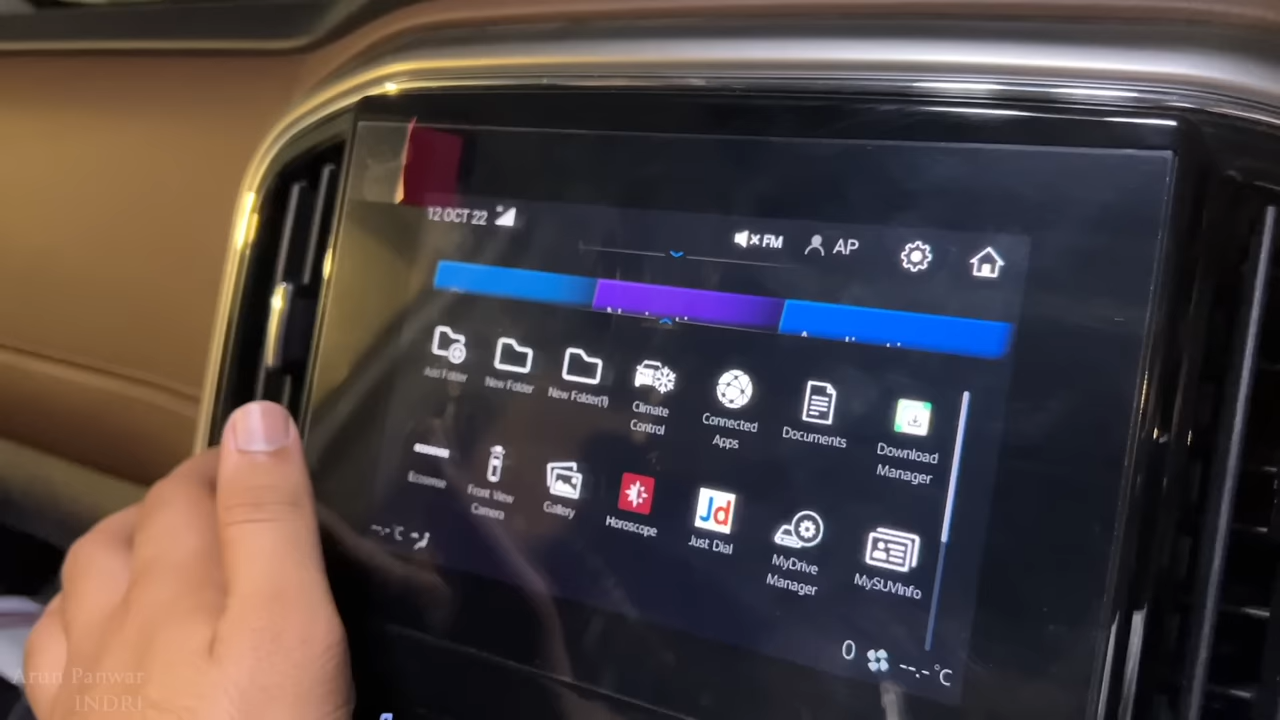 12 OCT 22
FM
AP
Add Folder
New Folder
New Folder(1)
Climate
Control
Connected
Apps
Documents
Download
Manager
Ecosense
Front View
Camera
Gallery
Horoscope
Jd
Just Dial
MyDrive
Manager
MySUVInfo
--.-°C
0
--.-°C
Arun Panwar
INDRI